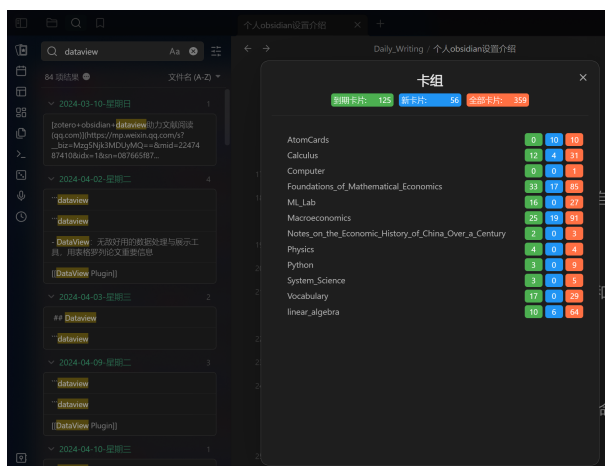 个人obsidian设置介绍
dataview
Aa
84 项结果
文件名 (A-Z)
2024-03-10-星期日 1
[zotero+obsidian+dataview助力文献阅读
(qq.com)](https://mp.weixin.qq.com/s?
__biz=Mzg5Njk3MDUyMQ==&mid=22474
87410&idx=1&sn=087665f87...
2024-04-02-星期二 4
```dataview
```dataview
- DataView：无敌好用的数据处理与展示工
具，用表格罗列论文重要信息
[[DataView Plugin]]
2024-04-03-星期三 2
## Dataview
```dataview
2024-04-09-星期二 3
```dataview
```dataview
[[DataView Plugin]]
2024-04-10-星期三 1
Daily_Writing / 个人obsidian设置介绍
卡组
到期卡片: 125 新卡片: 56 全部卡片: 359
AtomCards 0 10 10
Calculus 12 4 31
Computer 0 0 1
Foundations_of_Mathematical_Economics 33 17 85
ML_Lab 16 0 27
Macroeconomics 25 19 91
Notes_on_the_Economic_History_of_China_Over_a_Century 2 0 3
Physics 4 0 4
Python 3 0 9
System_Science 3 0 5
Vocabulary 17 0 29
linear_algebra 10 6 64